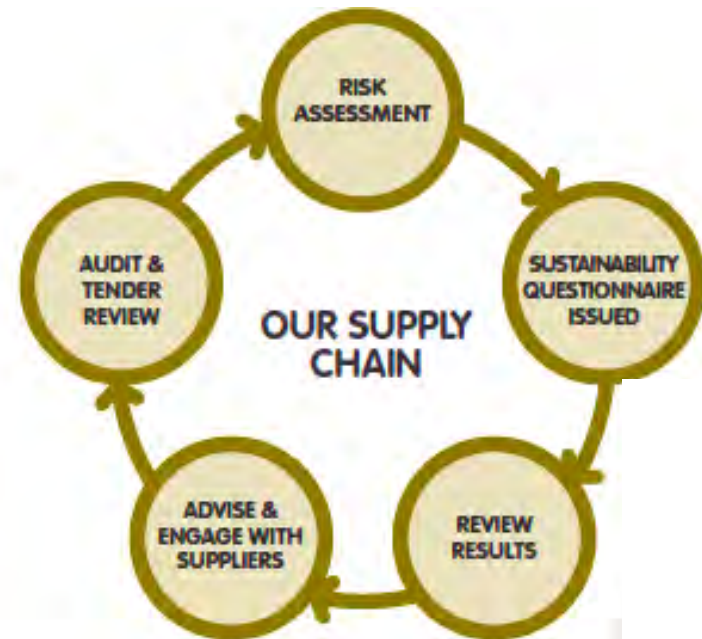 RISK
ASSESSMENT
SUSTAINABILITY
QUESTIONNAIRE
ISSUED
REVIEW
RESULTS
ADVISE &
ENGAGE WITH
SUPPLIERS
AUDIT &
TENDER
REVIEW
OUR SUPPLY
CHAIN